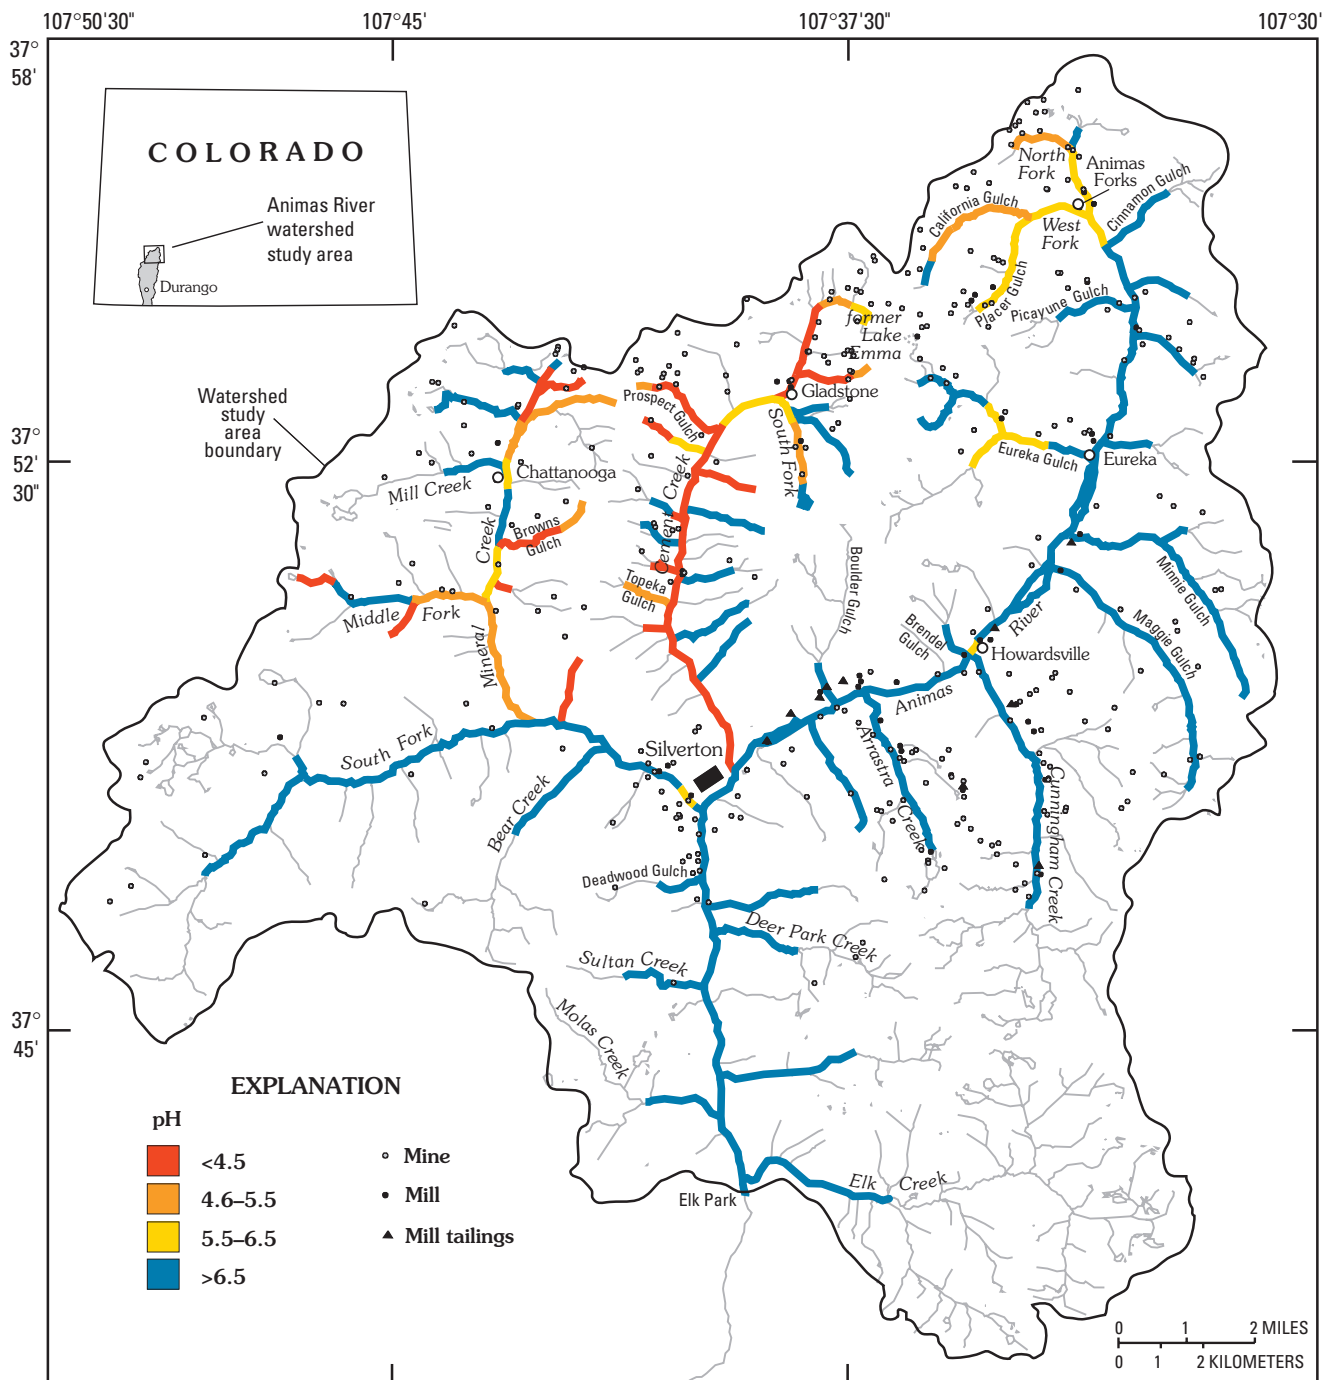 107°50'30"
107°45'
107°37'30"
107°30'
37°
58'
COLORADO
Animas River
watershed
study area
Durango
North
Fork
Animas
Forks
Cinnamon Gulch
California Gulch
West
Fork
Placer Gulch
Picayune Gulch
former
Lake
Emma
Gladstone
Watershed
study
area
boundary
Prospect Gulch
South Fork
37°
52'
30"
Eureka Gulch
Eureka
Chattanooga
Mill Creek
Cement Creek
Creek
Browns
Gulch
Boulder Gulch
Topeka
Gulch
Middle
Fork
Mineral
Minnie Gulch
Maggie Gulch
River
Brendel
Gulch
Howardsville
Animas
South Fork
Silverton
Arrastra
Creek
Cunningham Creek
Bear Creek
Deadwood Gulch
Deer Park Creek
Sultan Creek
Molas Creek
37°
45'
EXPLANATION
pH
<4.5
4.6–5.5
5.5–6.5
>6.5
Mine
Mill
Mill tailings
Elk Park
Elk
Creek
0 1 2 MILES
0 1 2 KILOMETERS